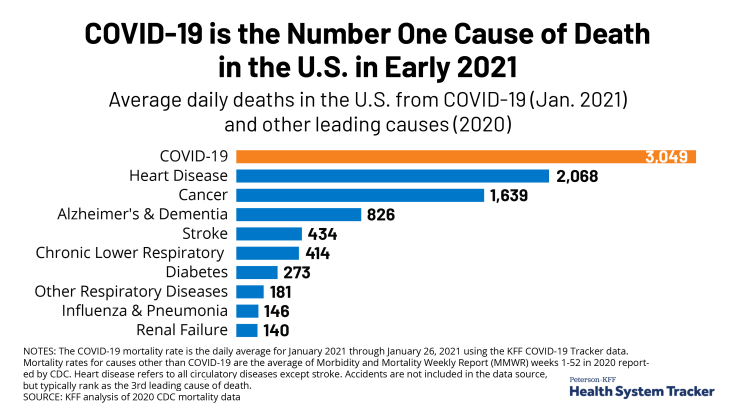 COVID-19 is the Number One Cause of Death
in the U.S. in Early 2021
Average daily deaths in the U.S. from COVID-19 (Jan. 2021)
and other leading causes (2020)
COVID-19 3,049
Heart Disease 2,068
Cancer 1,639
Alzheimer's & Dementia 826
Stroke 434
Chronic Lower Respiratory 414
Diabetes 273
Other Respiratory Diseases 181
Influenza & Pneumonia 146
Renal Failure 140
NOTES: The COVID-19 mortality rate is the daily average for January 2021 through January 26, 2021 using the KFF COVID-19 Tracker data.
Mortality rates for causes other than COVID-19 are the average of Morbidity and Mortality Weekly Report (MMWR) weeks 1-52 in 2020 report-
ed by CDC. Heart disease refers to all circulatory diseases except stroke. Accidents are not included in the data source,
but typically rank as the 3rd leading cause of death.
SOURCE: KFF analysis of 2020 CDC mortality data
Peterson-KFF
Health System Tracker